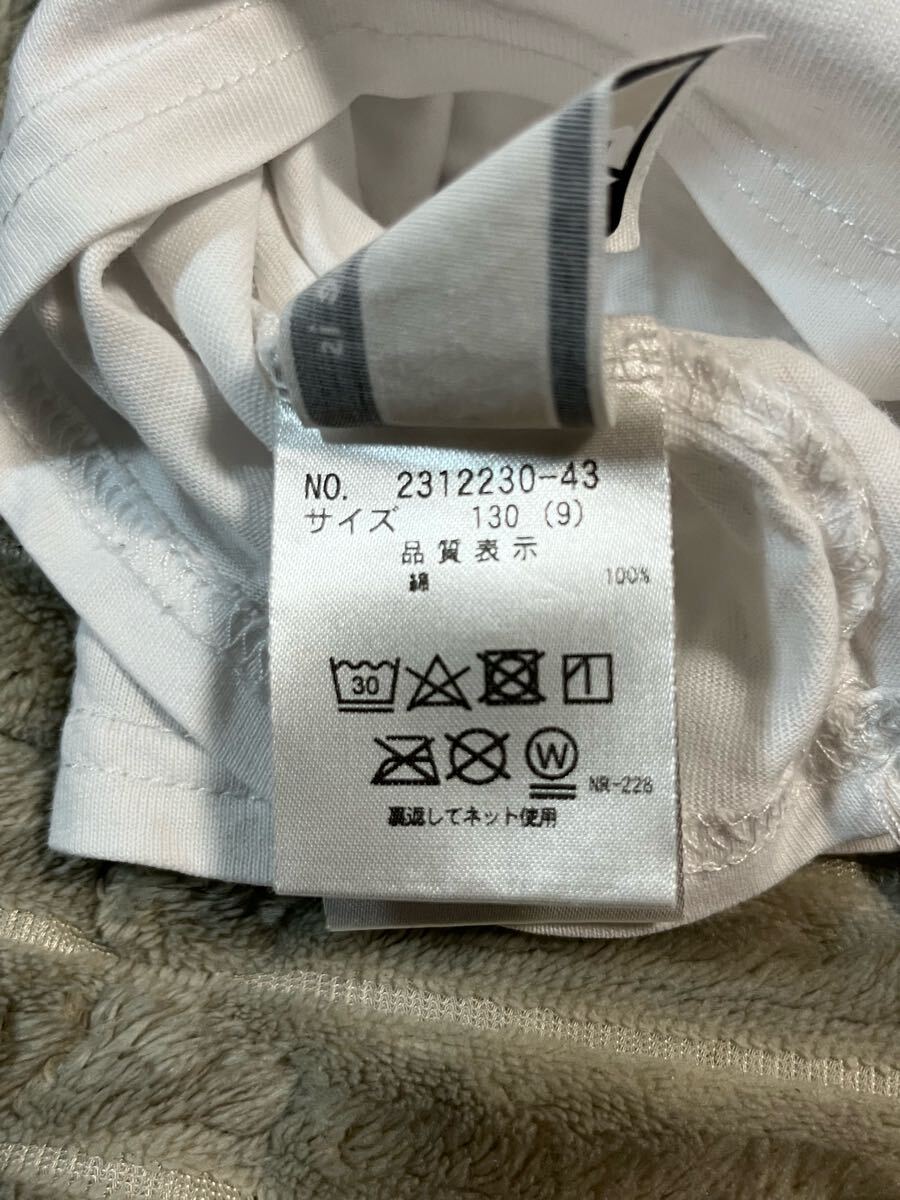 NO. 2312230-43
サイズ 130 (9)
品質表示
綿 100%
30
W
NR-228
裏返してネット使用